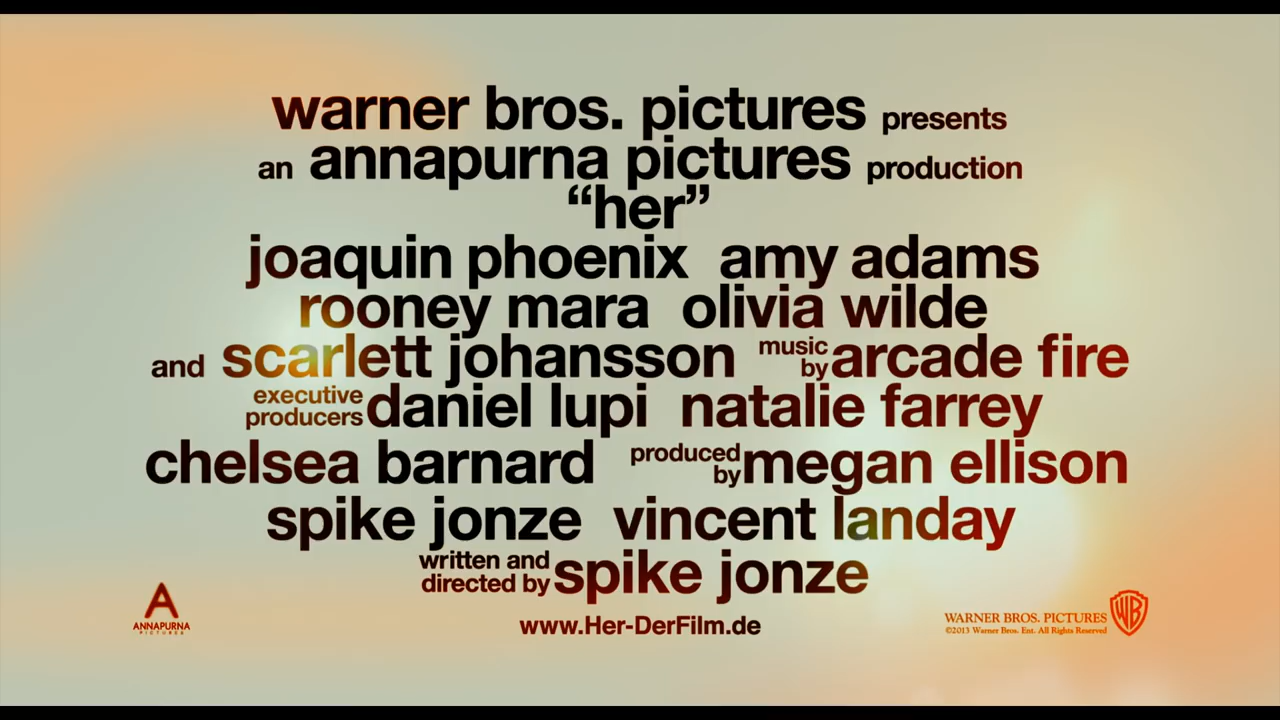 warner bros. pictures presents
an annapurna pictures production
“her”
joaquin phoenix amy adams
rooney mara olivia wilde
and scarlett johansson music by arcade fire
executive producers daniel lupi natalie farrey
chelsea barnard produced by megan ellison
spike jonze vincent landay
written and directed by spike jonze
www.Her-DerFilm.de
A
ANNAPURNA
PICTURES
WARNER BROS. PICTURES
©2013 Warner Bros. Ent. All Rights Reserved
WB